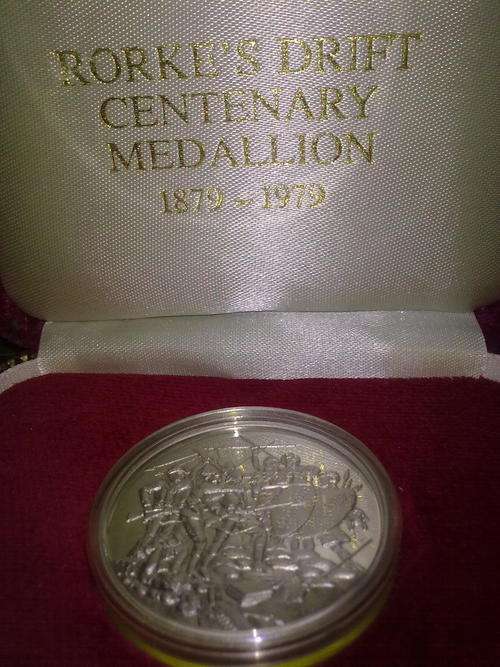 RORKE'S DRIFT
CENTENARY
MEDALLION
1879 - 1979